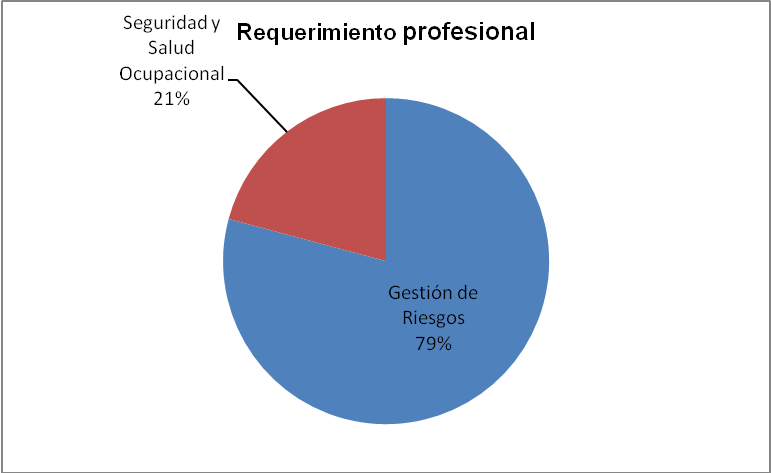 Requerimiento profesional
Seguridad y
Salud
Ocupacional
21%
Gestión de
Riesgos
79%